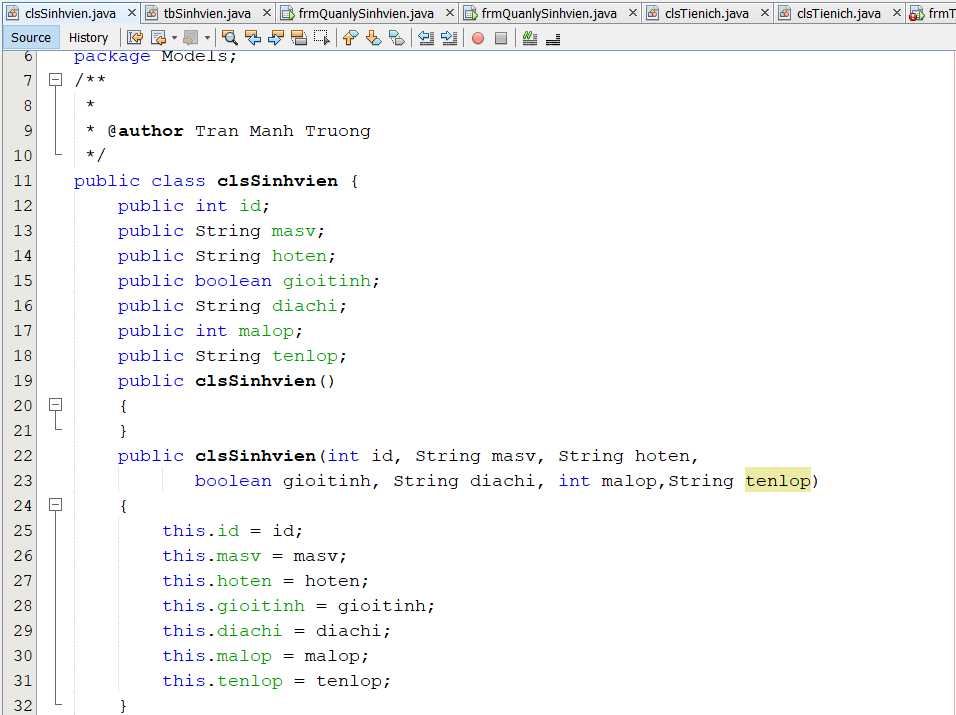 clsSinhvien.java × tbSinhvien.java × frmQuanlySinhvien.java × frmQuanlySinhvien.java × clsTienich.java × clsTienich.java × frmT
Source History
6 package Models;
7 /**
8 *
9 * @author Tran Manh Truong
10 */
11 public class clsSinhvien {
12 public int id;
13 public String masv;
14 public String hoten;
15 public boolean gioitinh;
16 public String diachi;
17 public int malop;
18 public String tenlop;
19 public clsSinhvien()
20 {
21 }
22 public clsSinhvien(int id, String masv, String hoten,
23 boolean gioitinh, String diachi, int malop,String tenlop)
24 {
25 this.id = id;
26 this.masv = masv;
27 this.hoten = hoten;
28 this.gioitinh = gioitinh;
29 this.diachi = diachi;
30 this.malop = malop;
31 this.tenlop = tenlop;
32 }